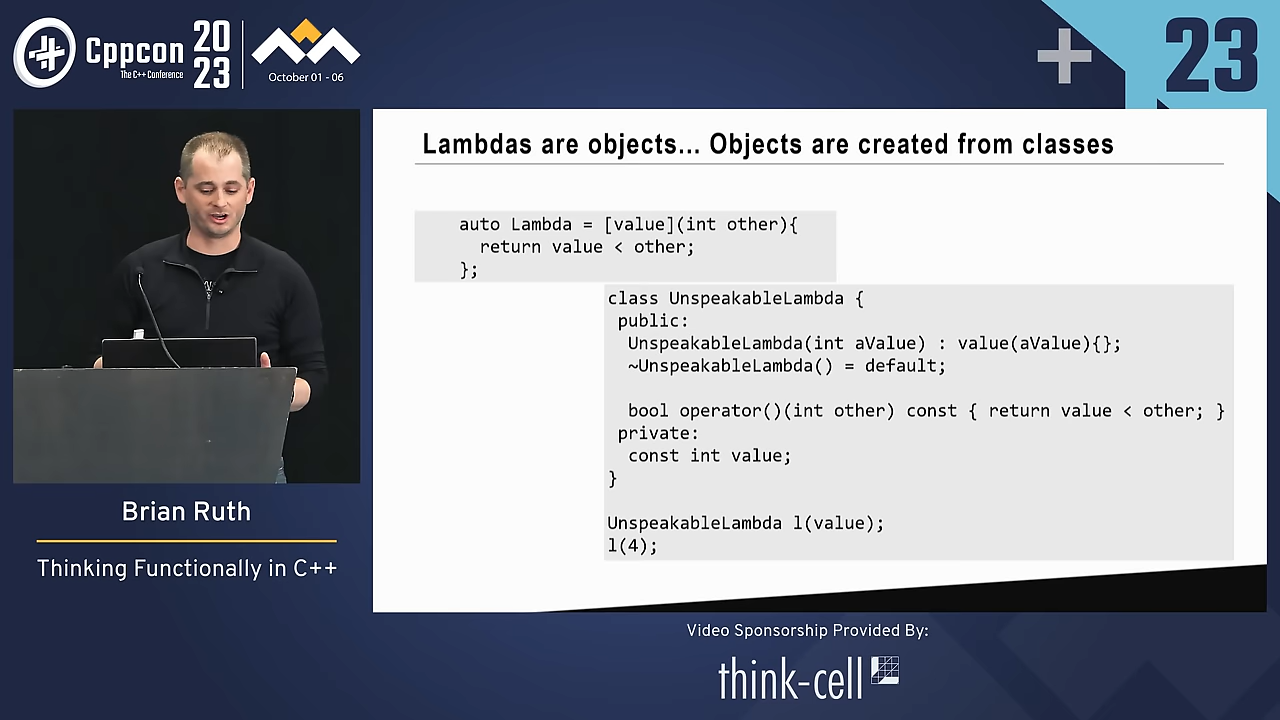 Cppcon
The C++ Conference
20
23
October 01 - 06
23
Lambdas are objects... Objects are created from classes
auto Lambda = [value](int other){
return value < other;
};
class UnspeakableLambda {
public:
UnspeakableLambda(int aValue) : value(aValue){};
~UnspeakableLambda() = default;
bool operator()(int other) const { return value < other; }
private:
const int value;
}
UnspeakableLambda l(value);
l(4);
Brian Ruth
Thinking Functionally in C++
Video Sponsorship Provided By:
think-cell